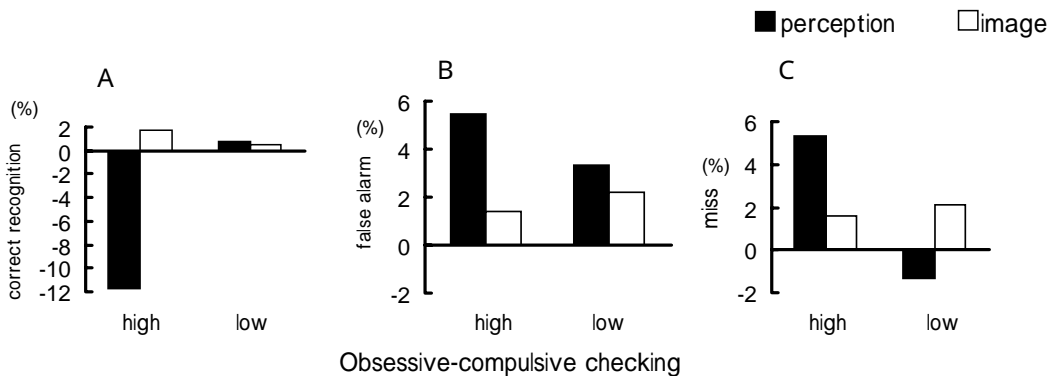 perception image
A
(%)
correct recognition
2
0
-2
-4
-6
-8
-10
-12
high low
B
(%)
false alarm
6
4
2
0
-2
high low
C
(%)
miss
6
4
2
0
-2
high low
Obsessive-compulsive checking